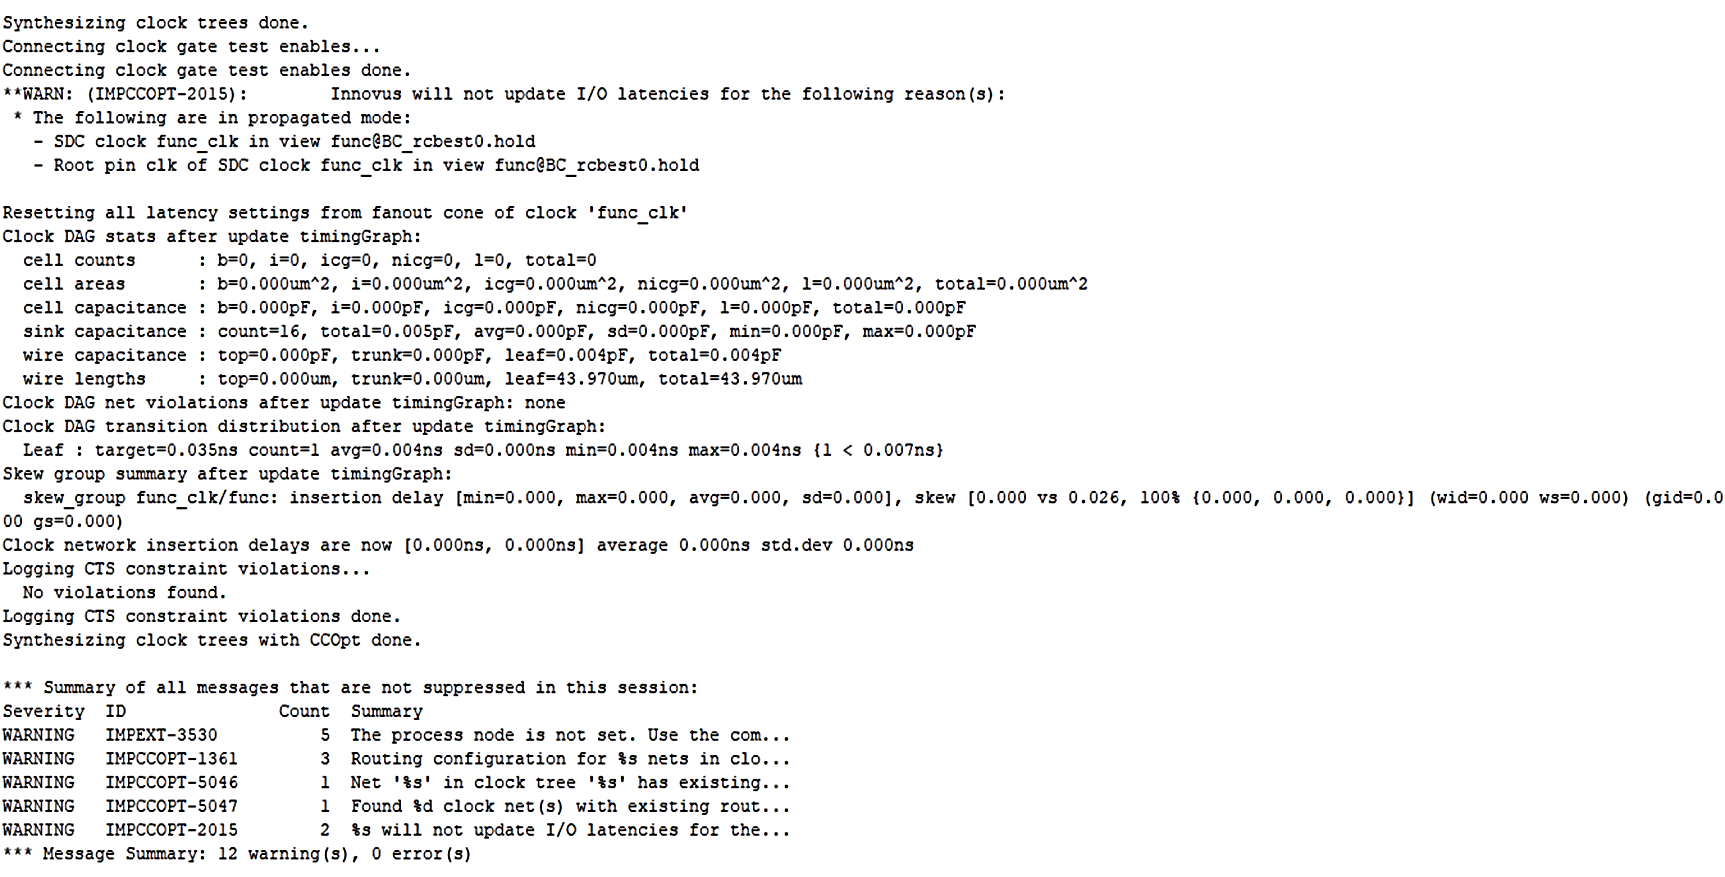 Synthesizing clock trees done.
Connecting clock gate test enables...
Connecting clock gate test enables done.
**WARN: (IMPCCOPT-2015):        Innovus will not update I/O latencies for the following reason(s):
 * The following are in propagated mode:
   - SDC clock func_clk in view func@BC_rcbest0.hold
   - Root pin clk of SDC clock func_clk in view func@BC_rcbest0.hold

Resetting all latency settings from fanout cone of clock 'func_clk'
Clock DAG stats after update timingGraph:
  cell counts      : b=0, i=0, icg=0, nicg=0, l=0, total=0
  cell areas       : b=0.000um^2, i=0.000um^2, icg=0.000um^2, nicg=0.000um^2, l=0.000um^2, total=0.000um^2
  cell capacitance : b=0.000pF, i=0.000pF, icg=0.000pF, nicg=0.000pF, l=0.000pF, total=0.000pF
  sink capacitance : count=16, total=0.005pF, avg=0.000pF, sd=0.000pF, min=0.000pF, max=0.000pF
  wire capacitance : top=0.000pF, trunk=0.000pF, leaf=0.004pF, total=0.004pF
  wire lengths     : top=0.000um, trunk=0.000um, leaf=43.970um, total=43.970um
Clock DAG net violations after update timingGraph: none
Clock DAG transition distribution after update timingGraph:
  Leaf : target=0.035ns count=1 avg=0.004ns sd=0.000ns min=0.004ns max=0.004ns {1 < 0.007ns}
Skew group summary after update timingGraph:
  skew_group func_clk/func: insertion delay [min=0.000, max=0.000, avg=0.000, sd=0.000], skew [0.000 vs 0.026, 100% {0.000, 0.000, 0.000}] (wid=0.000 ws=0.000) (gid=0.0
00 gs=0.000)
Clock network insertion delays are now [0.000ns, 0.000ns] average 0.000ns std.dev 0.000ns
Logging CTS constraint violations...
  No violations found.
Logging CTS constraint violations done.
Synthesizing clock trees with CCOpt done.

*** Summary of all messages that are not suppressed in this session:
Severity  ID               Count  Summary
WARNING   IMPEXT-3530          5  The process node is not set. Use the com...
WARNING   IMPCCOPT-1361        3  Routing configuration for %s nets in clo...
WARNING   IMPCCOPT-5046        1  Net '%s' in clock tree '%s' has existing...
WARNING   IMPCCOPT-5047        1  Found %d clock net(s) with existing rout...
WARNING   IMPCCOPT-2015        2  %s will not update I/O latencies for the...
*** Message Summary: 12 warning(s), 0 error(s)